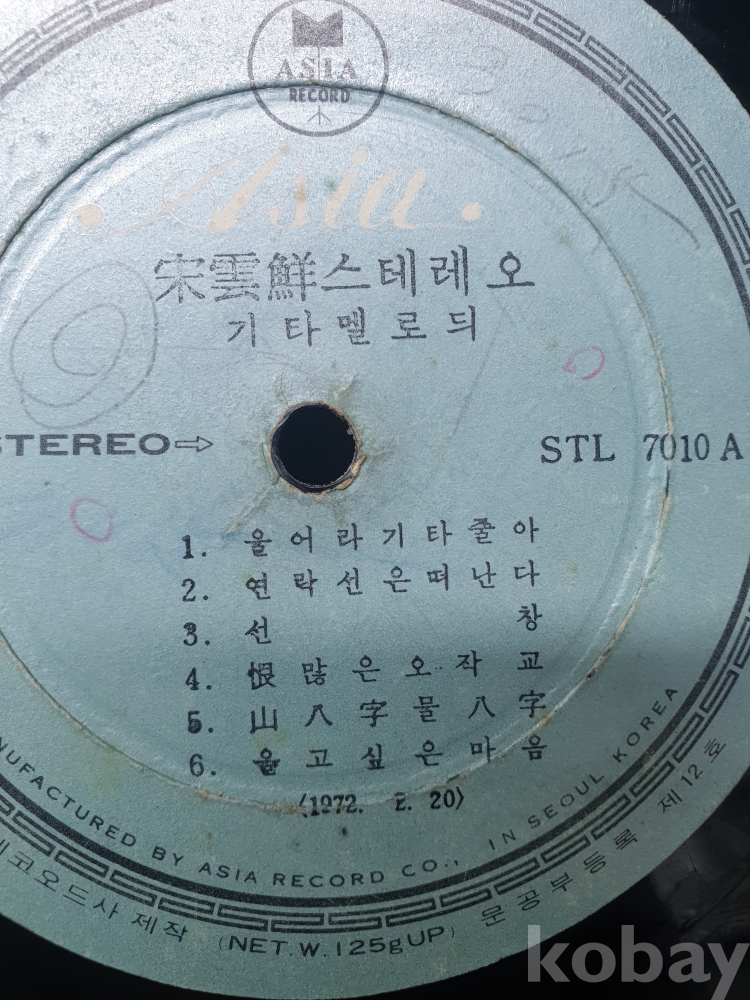 ASIA
RECORD
Asia
宋雲鮮스테레오
기타멜로듸
STEREO⇨
STL 7010 A
1. 울어라기타줄아
2. 연락선은떠난다
3. 선창
4. 恨많은오작교
5. 山八字물八字
6. 울고싶은마음
(1972. 2. 20)
MANUFACTURED BY ASIA RECORD CO., IN SEOUL KOREA
레코오드사 제작 (NET.W.125gUP) 문공부등록 제12호
kobay